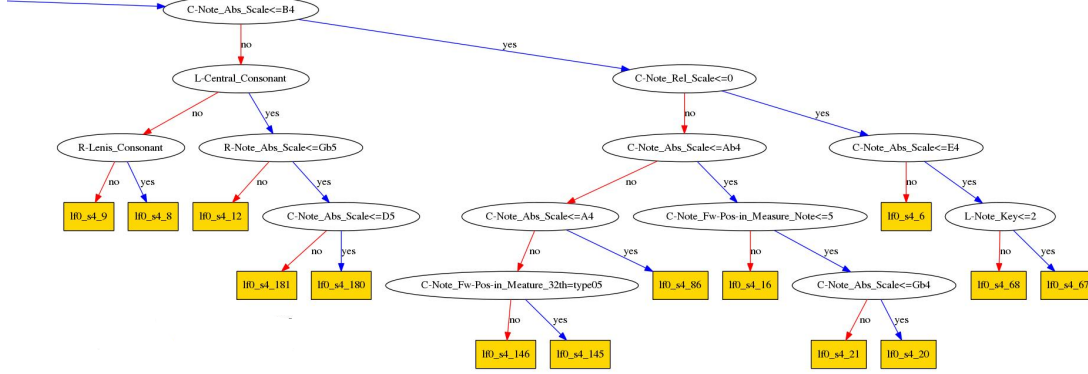 C-Note_Abs_Scale<=B4
no
yes
L-Central_Consonant
C-Note_Rel_Scale<=0
no
yes
no
yes
R-Lenis_Consonant
R-Note_Abs_Scale<=Gb5
C-Note_Abs_Scale<=Ab4
C-Note_Abs_Scale<=E4
no
yes
no
yes
no
yes
no
yes
lf0_s4_9
lf0_s4_8
lf0_s4_12
C-Note_Abs_Scale<=D5
C-Note_Abs_Scale<=A4
C-Note_Fw-Pos-in_Measure_Note<=5
lf0_s4_6
L-Note_Key<=2
no
yes
no
yes
no
yes
no
yes
lf0_s4_181
lf0_s4_180
C-Note_Fw-Pos-in_Meature_32th=type05
lf0_s4_86
lf0_s4_16
C-Note_Abs_Scale<=Gb4
lf0_s4_68
lf0_s4_67
no
yes
no
yes
lf0_s4_146
lf0_s4_145
lf0_s4_21
lf0_s4_20